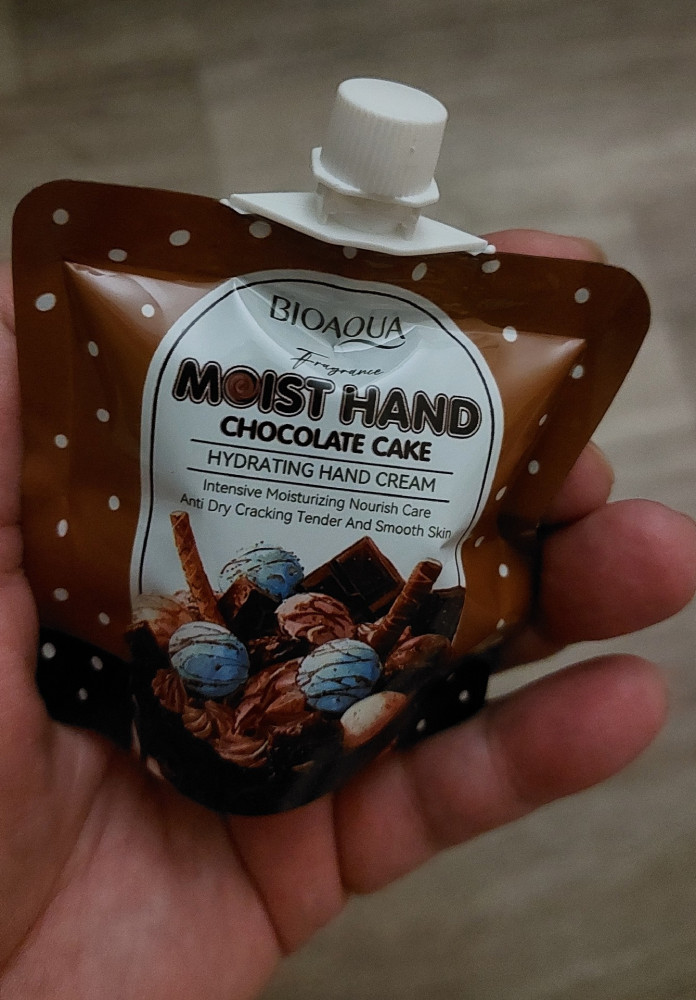 BIOAQUA
Fragrance
MOIST HAND
CHOCOLATE CAKE
HYDRATING HAND CREAM
Intensive Moisturizing Nourish Care
Anti Dry Cracking Tender And Smooth Skin